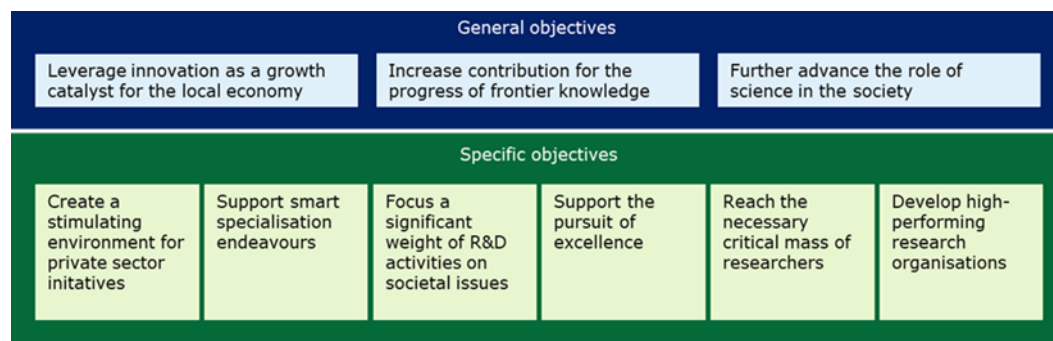 General objectives
Leverage innovation as a growth
catalyst for the local economy
Increase contribution for the
progress of frontier knowledge
Further advance the role of
science in the society
Specific objectives
Create a
stimulating
environment for
private sector
initatives
Support smart
specialisation
endeavours
Focus a
significant
weight of R&D
activities on
societal issues
Support the
pursuit of
excellence
Reach the
necessary
critical mass of
researchers
Develop high-
performing
research
organisations